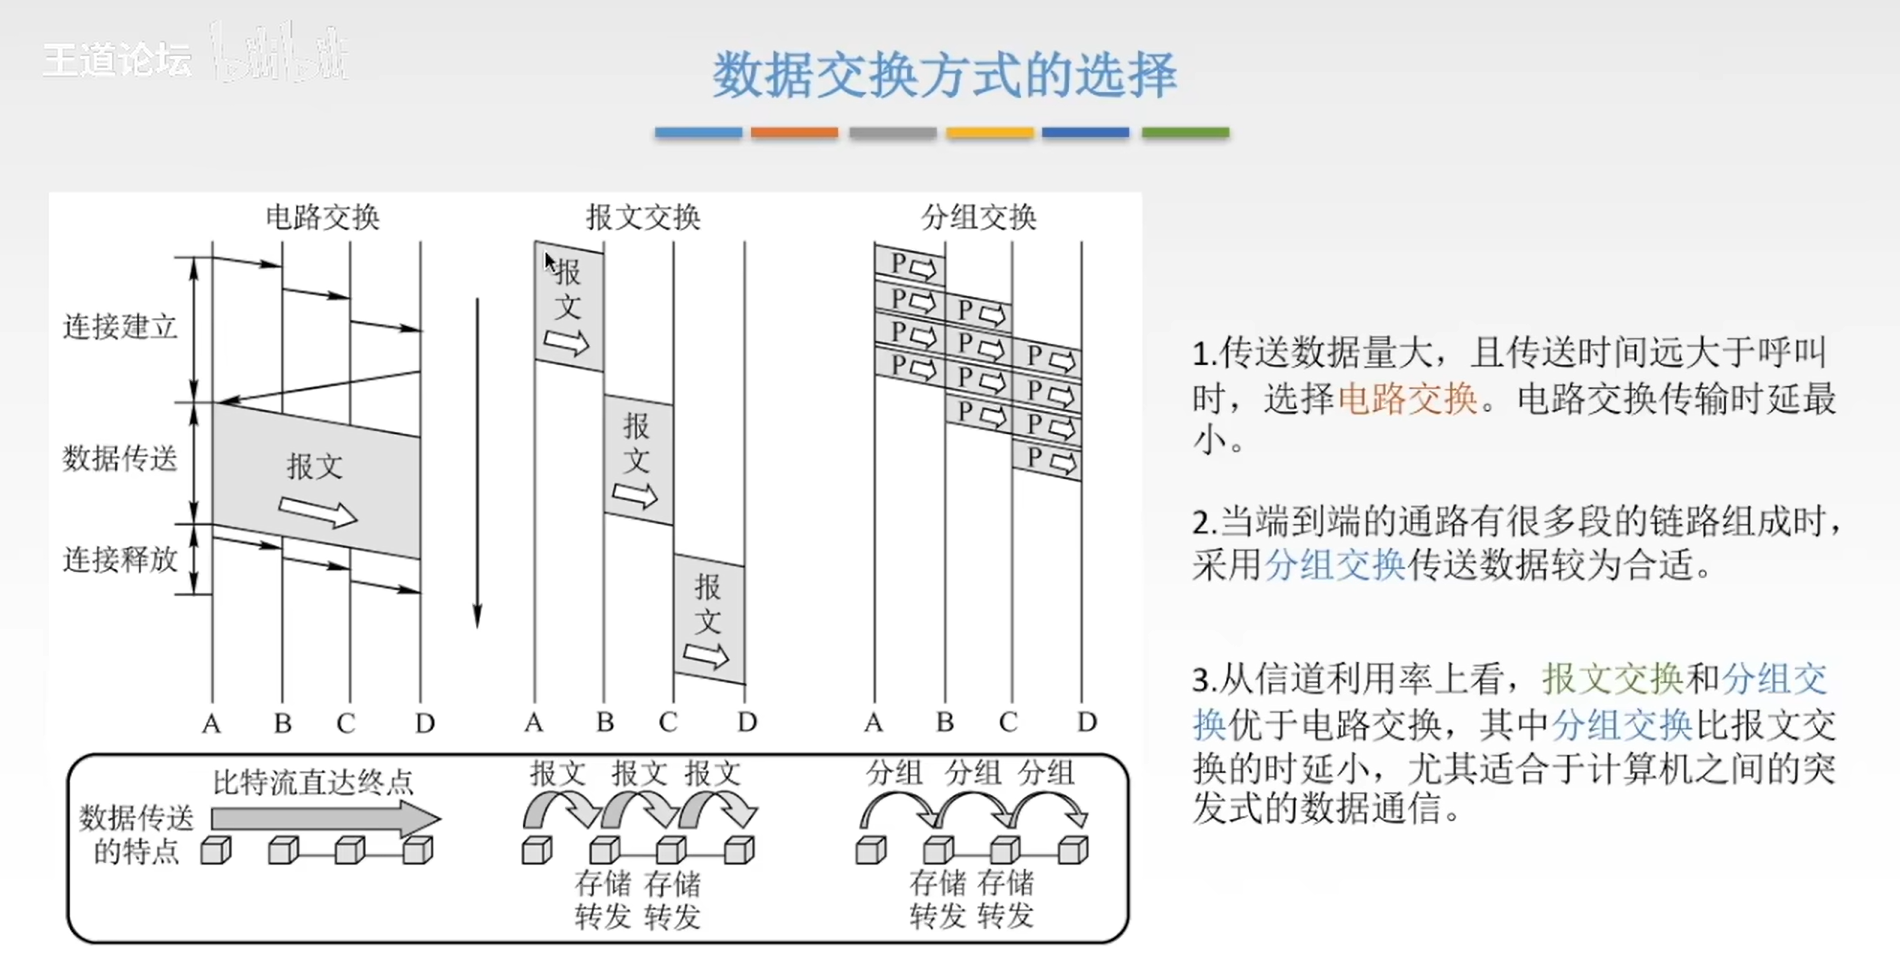 王道论坛 bilibili
数据交换方式的选择
电路交换
报文交换
分组交换
连接建立
数据传送
连接释放
报文
A B C D
报
文
报
文
报
文
A B C D
P
P P
P P P
P P P
P P
P
A B C D
数据传送
的特点
比特流直达终点
报文 报文 报文
存储 存储
转发 转发
分组 分组 分组
存储 存储
转发 转发
1.传送数据量大，且传送时间远大于呼叫
时，选择电路交换。电路交换传输时延最
小。
2.当端到端的通路有很多段的链路组成时，
采用分组交换传送数据较为合适。
3.从信道利用率上看，报文交换和分组交
换优于电路交换，其中分组交换比报文交
换的时延小，尤其适合于计算机之间的突
发式的数据通信。